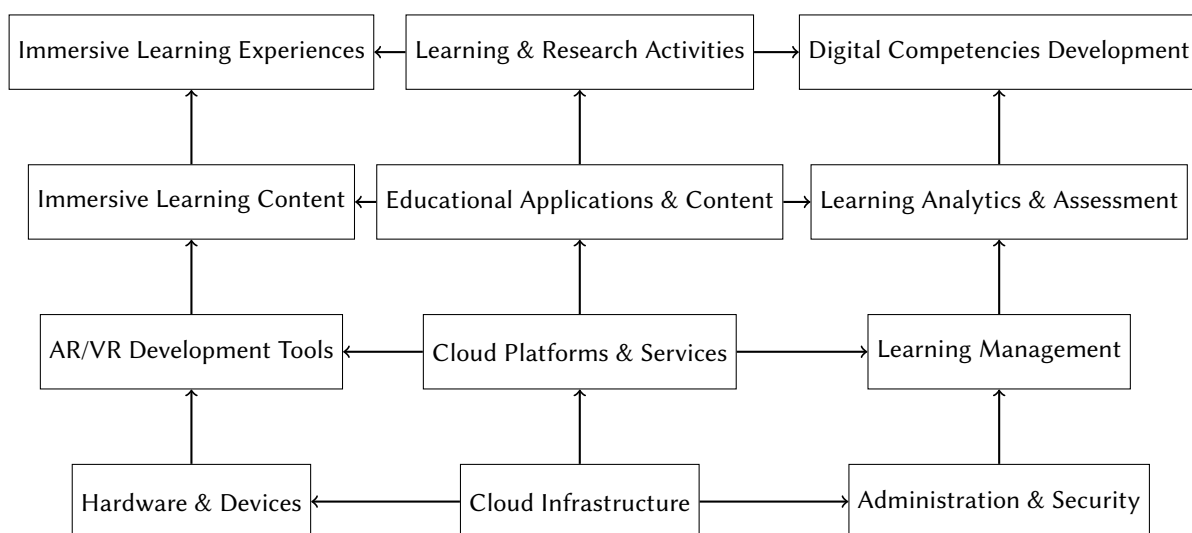 Immersive Learning Experiences
Learning & Research Activities
Digital Competencies Development
Immersive Learning Content
Educational Applications & Content
Learning Analytics & Assessment
AR/VR Development Tools
Cloud Platforms & Services
Learning Management
Hardware & Devices
Cloud Infrastructure
Administration & Security